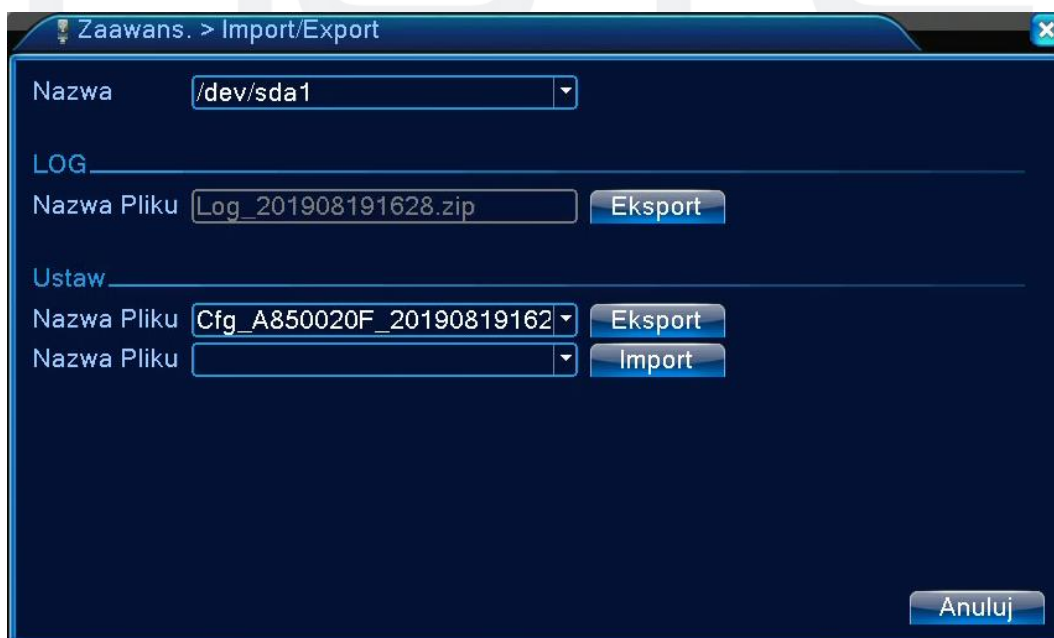 Zaawans. > Import/Export
Nazwa /dev/sda1
LOG
Nazwa Pliku Log_201908191628.zip Eksport
Ustaw
Nazwa Pliku Cfg_A850020F_20190819162 Eksport
Nazwa Pliku Import
Anuluj